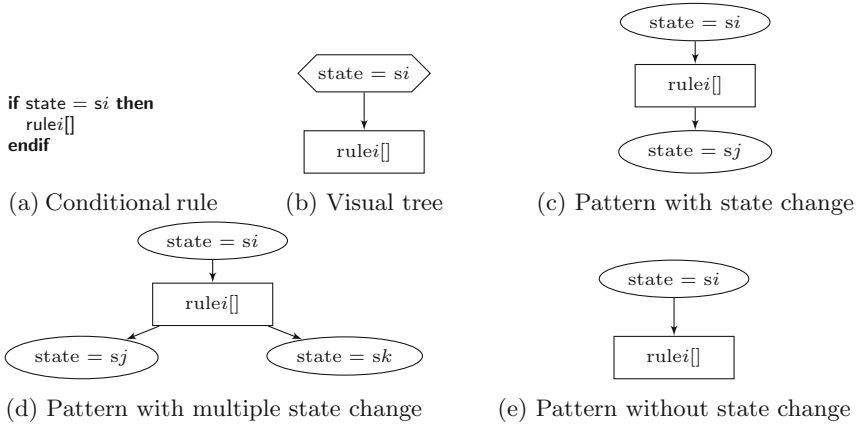 if state = si then
rulei[]
endif
(a) Conditional rule
state = si
rulei[]
(b) Visual tree
state = si
rulei[]
state = sj
(c) Pattern with state change
state = si
rulei[]
state = sj
state = sk
(d) Pattern with multiple state change
state = si
rulei[]
(e) Pattern without state change